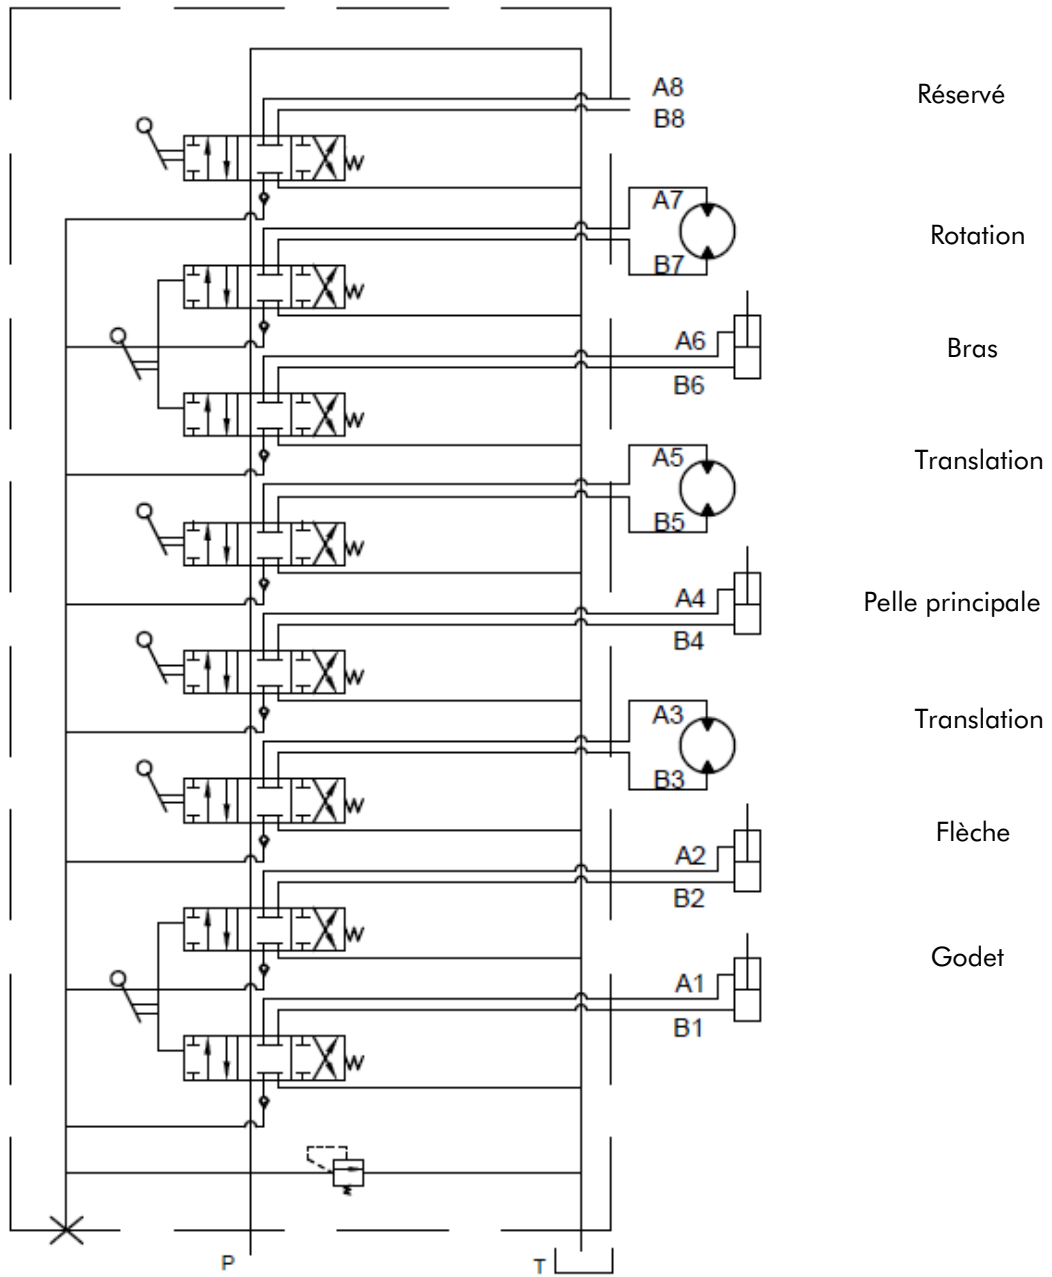 A8
Réservé
B8
A7
Rotation
B7
A6
Bras
B6
A5
Translation
B5
A4
Pelle principale
B4
A3
Translation
B3
Flèche
A2
B2
Godet
A1
B1
P
T